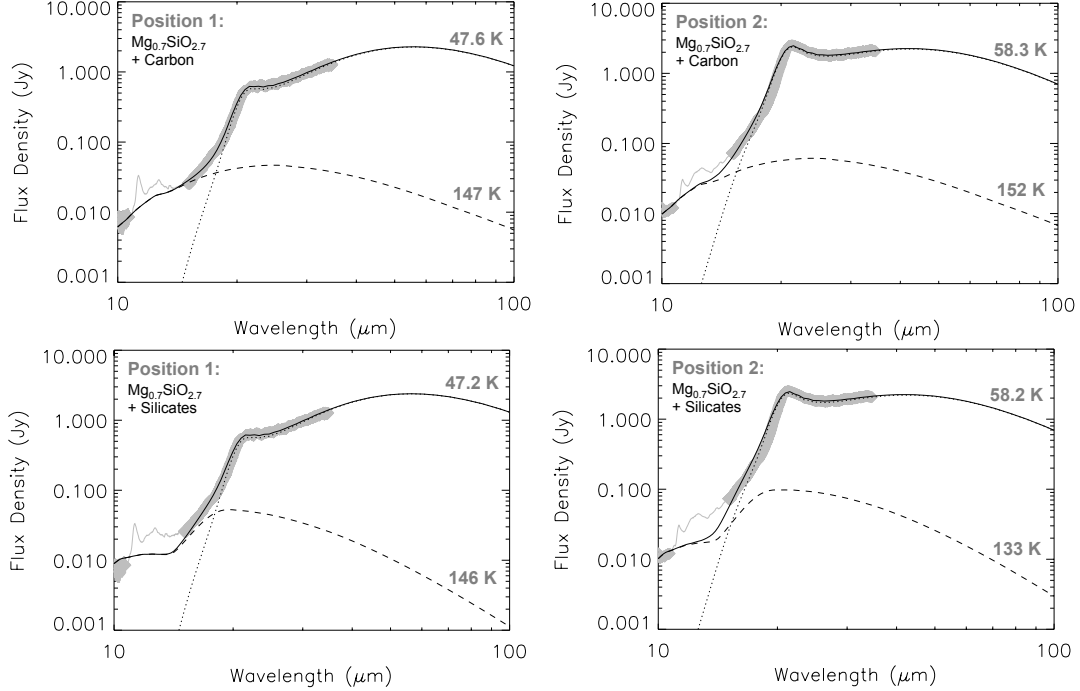 Position 1:
Mg0.7SiO2.7
+ Carbon
47.6 K
147 K
Flux Density (Jy)
1.000
0.100
0.010
0.001
10
100
Wavelength (μm)
Position 2:
Mg0.7SiO2.7
+ Carbon
58.3 K
152 K
Flux Density (Jy)
10.000
1.000
0.100
0.010
0.001
10
100
Wavelength (μm)
Position 1:
Mg0.7SiO2.7
+ Silicates
47.2 K
146 K
Flux Density (Jy)
10.000
1.000
0.100
0.010
0.001
10
100
Wavelength (μm)
Position 2:
Mg0.7SiO2.7
+ Silicates
58.2 K
133 K
Flux Density (Jy)
10.000
1.000
0.100
0.010
0.001
10
100
Wavelength (μm)